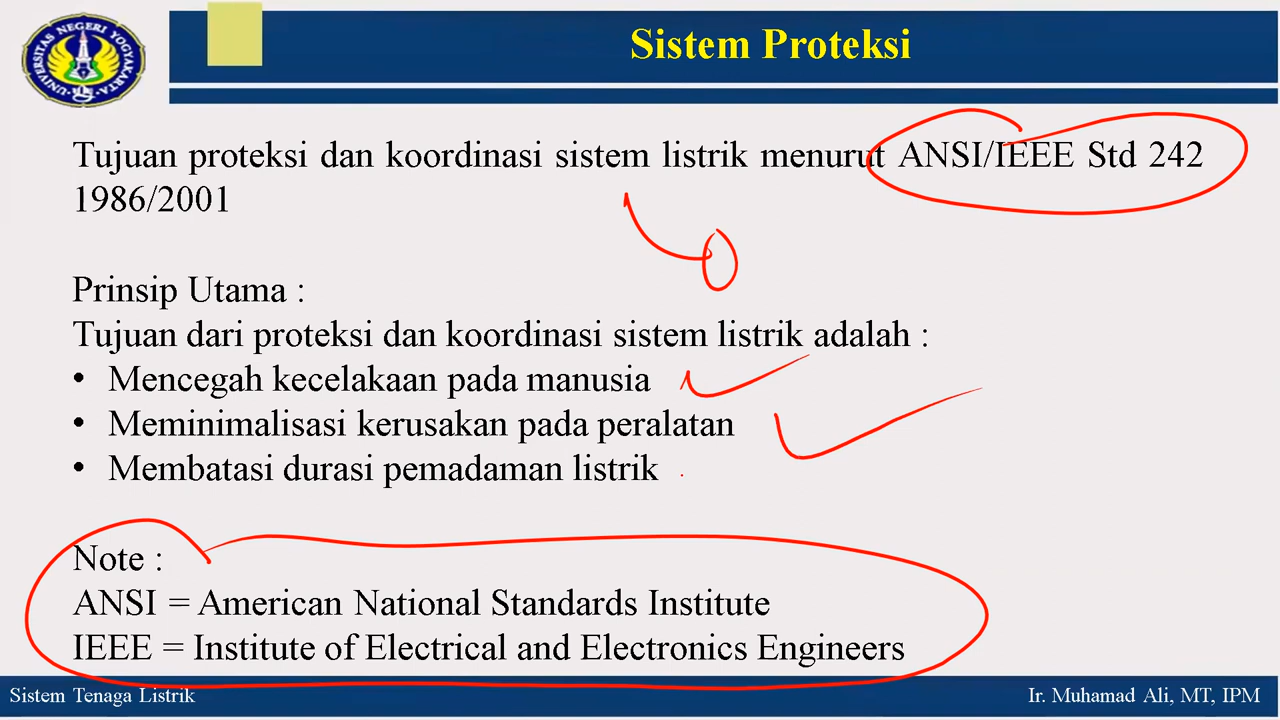 UNIVERSITAS NEGERI YOGYAKARTA
Sistem Proteksi
Tujuan proteksi dan koordinasi sistem listrik menurut ANSI/IEEE Std 242
1986/2001
Prinsip Utama :
Tujuan dari proteksi dan koordinasi sistem listrik adalah :
• Mencegah kecelakaan pada manusia
• Meminimalisasi kerusakan pada peralatan
• Membatasi durasi pemadaman listrik
Note :
ANSI = American National Standards Institute
IEEE = Institute of Electrical and Electronics Engineers
Sistem Tenaga Listrik
Ir. Muhamad Ali, MT, IPM